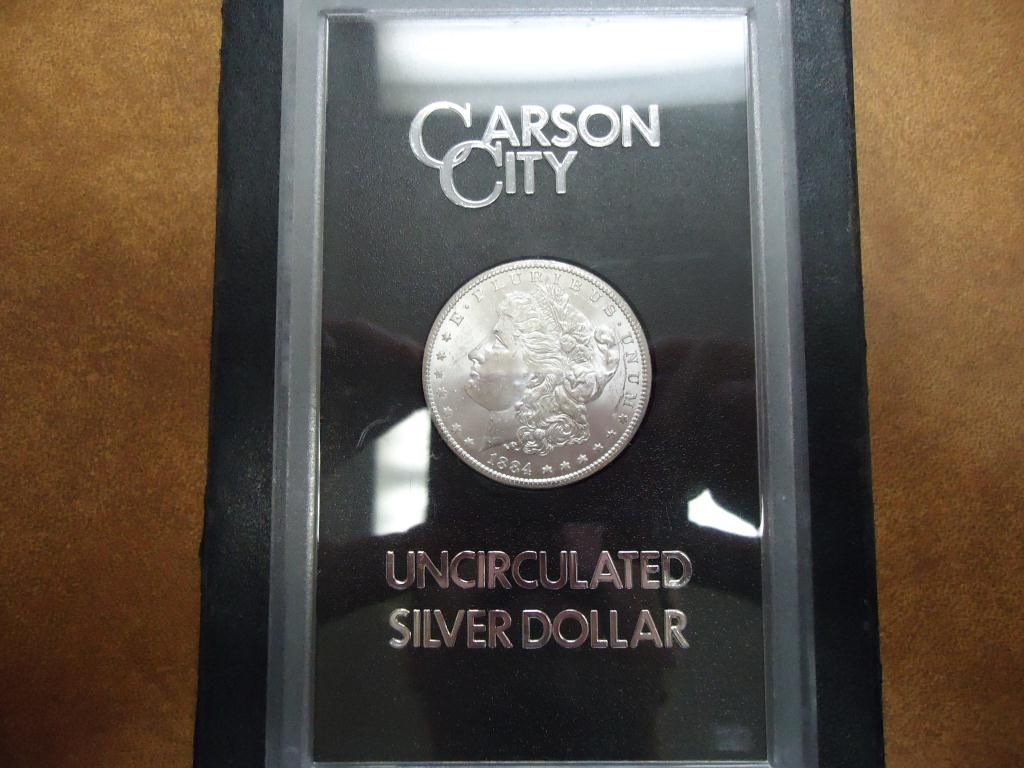 CARSON
CITY
E·PLURIBUS·UNUM
1884
UNCIRCULATED
SILVER DOLLAR